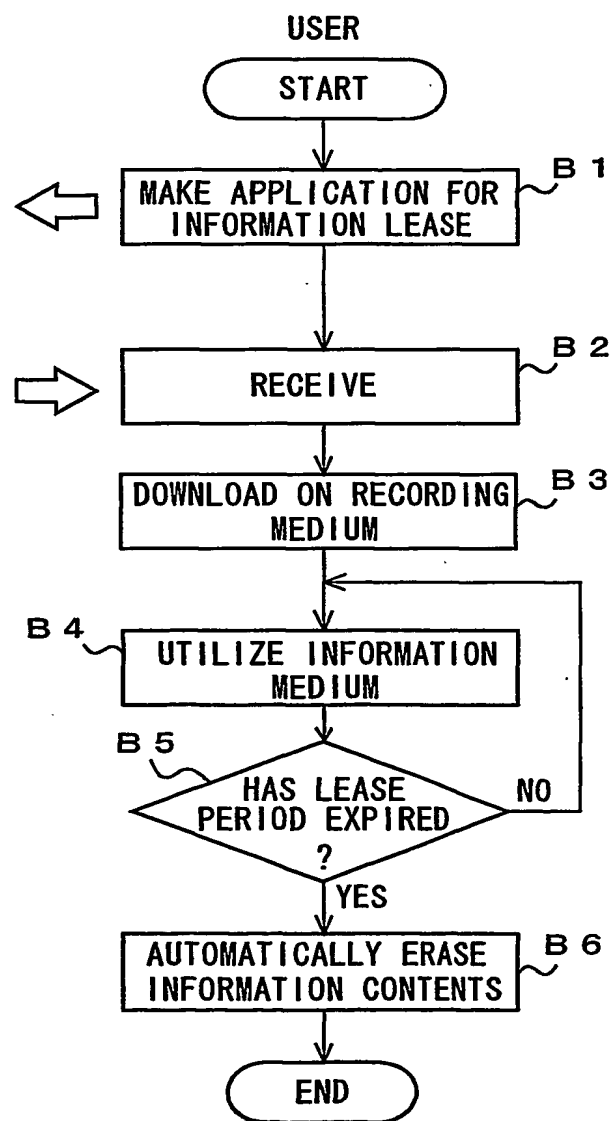 USER
START
B 1
MAKE APPLICATION FOR
INFORMATION LEASE
B 2
RECEIVE
B 3
DOWNLOAD ON RECORDING
MEDIUM
B 4
UTILIZE INFORMATION
MEDIUM
B 5
HAS LEASE
PERIOD EXPIRED
?
NO
YES
B 6
AUTOMATICALLY ERASE
INFORMATION CONTENTS
END